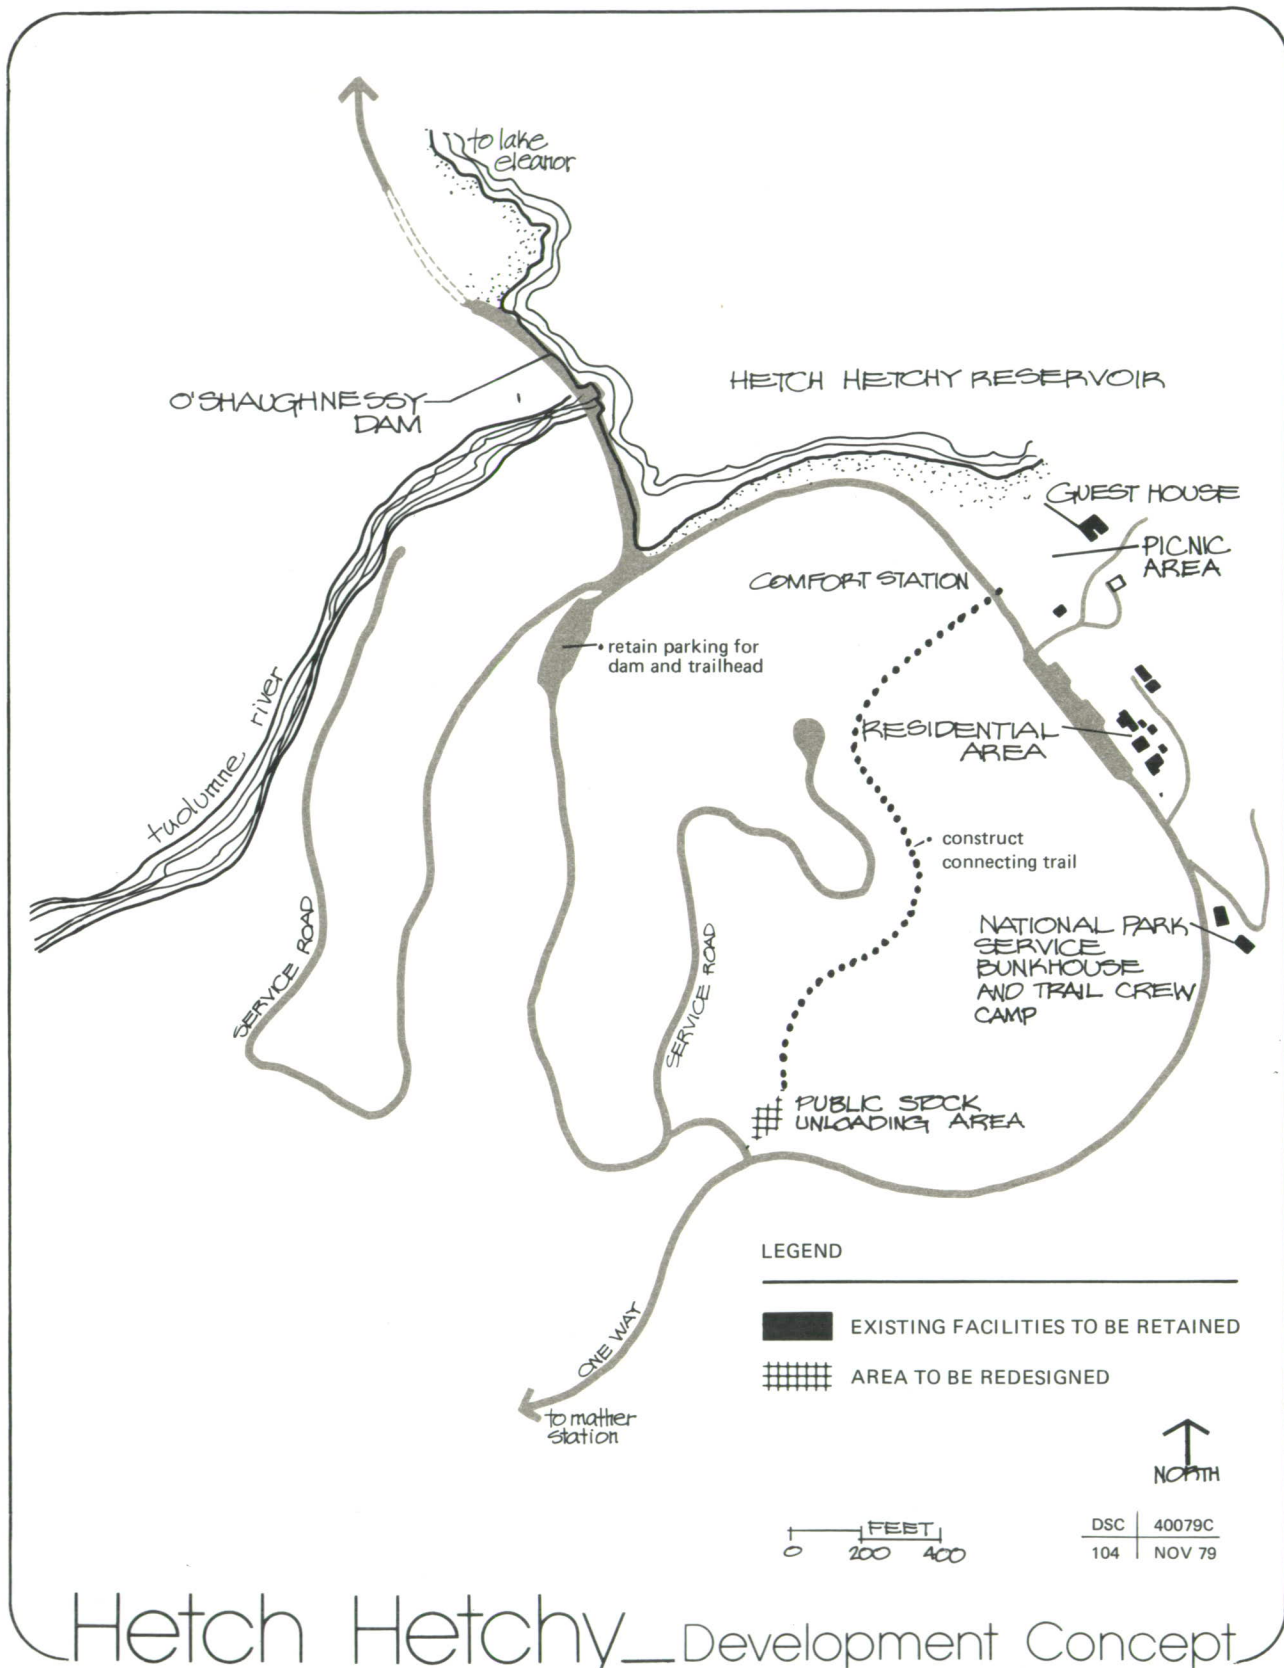 to lake
eleanor
HETCH HETCHY RESERVOIR
O'SHAUGHNESSY
DAM
GUEST HOUSE
PICNIC
AREA
COMFORT STATION
• retain parking for
dam and trailhead
tuolumne river
RESIDENTIAL
AREA
• construct
connecting trail
SERVICE ROAD
SERVICE ROAD
NATIONAL PARK
SERVICE
BUNKHOUSE
AND TRAIL CREW
CAMP
PUBLIC STOCK
UNLOADING AREA
LEGEND
EXISTING FACILITIES TO BE RETAINED
AREA TO BE REDESIGNED
ONE WAY
to mather
station
NORTH
FEET
0 200 400
DSC 40079C
104 NOV 79
Hetch Hetchy_Development Concept